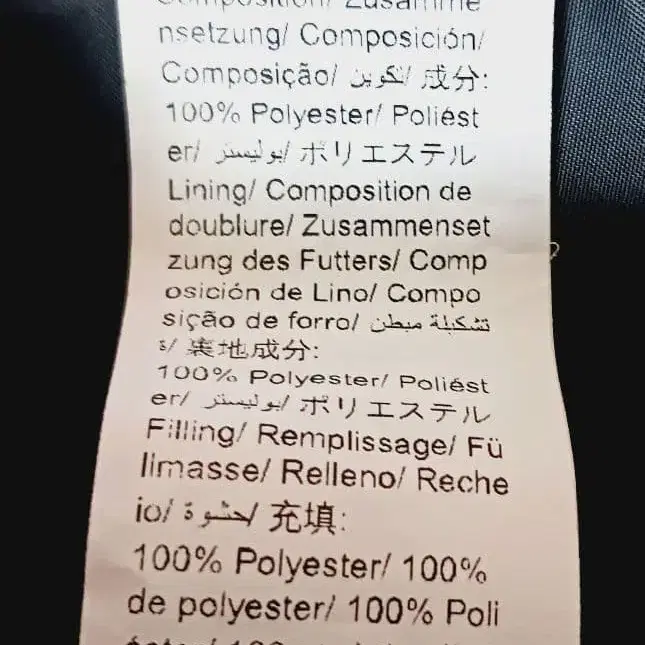 Composition/ Zusamme
nsetzung/ Composición/
Composição/ تكوين/ 成分:
100% Polyester/ Poliést
er/ بوليستر/ ポリエステル
Lining/ Composition de
doublure/ Zusammenset
zung des Futters/ Comp
osición de Lino/ Compo
sição de forro/ تشكيلة مبطن
ة/ 裏地成分:
100% Polyester/ Poliést
er/ بوليستر/ ポリエステル
Filling/ Remplissage/ Fü
llmasse/ Relleno/ Reche
io/ حشوة/ 充填:
100% Polyester/ 100%
de polyester/ 100% Poli